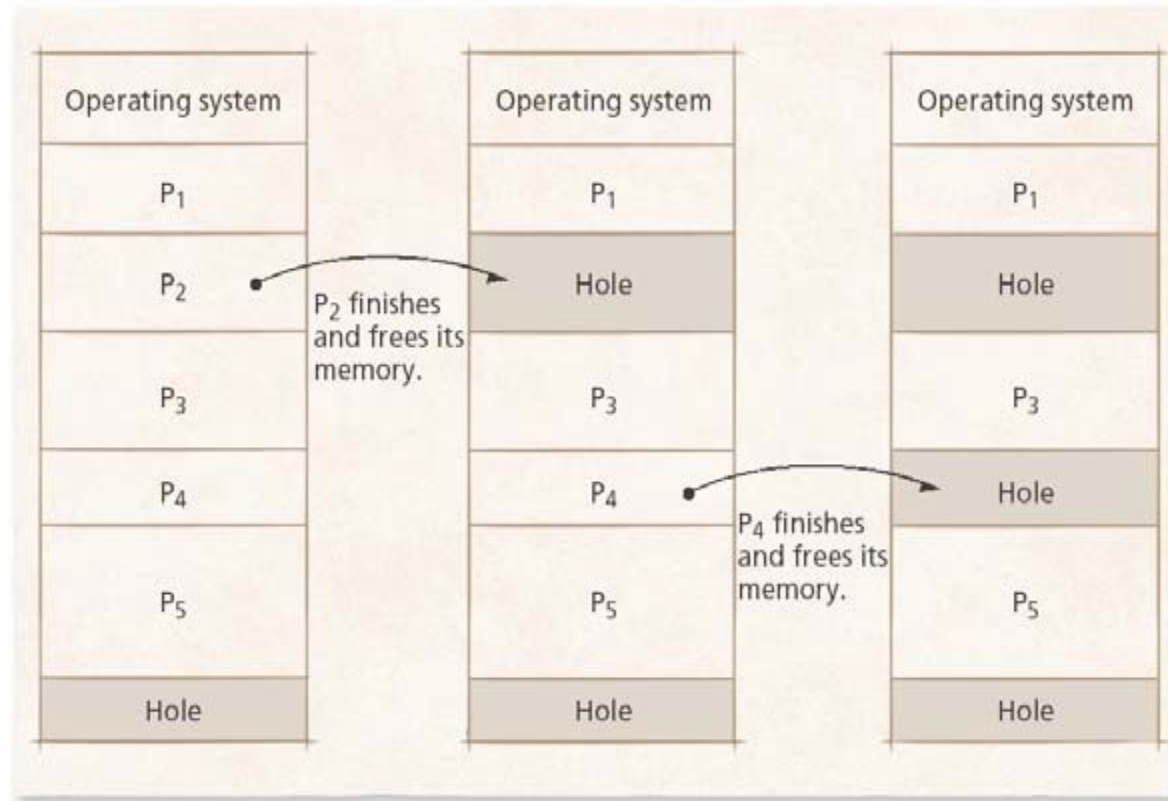 Operating system
P1
P2
P3
P4
P5
Hole
P2 finishes
and frees its
memory.
Operating system
P1
Hole
P3
P4
P5
Hole
P4 finishes
and frees its
memory.
Operating system
P1
Hole
P3
Hole
P5
Hole